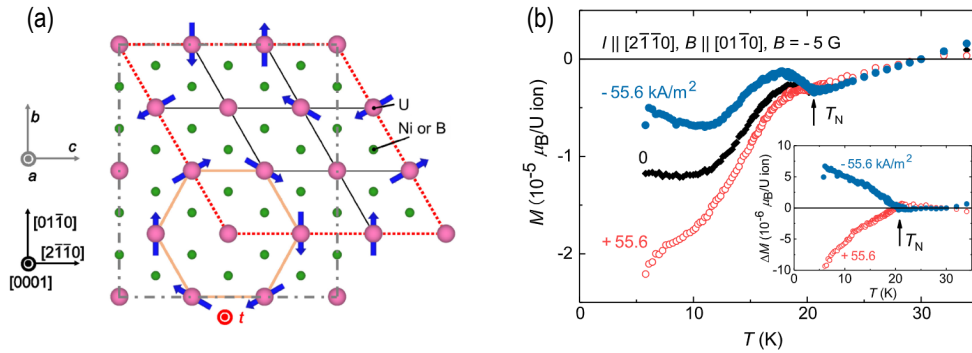 (a)
U
Ni or B
b
c
a
[011̅0]
[21̅1̅0]
[0001]
t
(b)
I || [21̅1̅0], B || [011̅0], B = - 5 G
- 55.6 kA/m²
0
+ 55.6
T_N
M (10⁻⁵ μ_B/U ion)
0
-1
-2
0
10
20
30
T (K)
- 55.6 kA/m²
+ 55.6
T_N
ΔM (10⁻⁶ μ_B/U ion)
10
5
0
-5
-10
0
10
20
30
T (K)